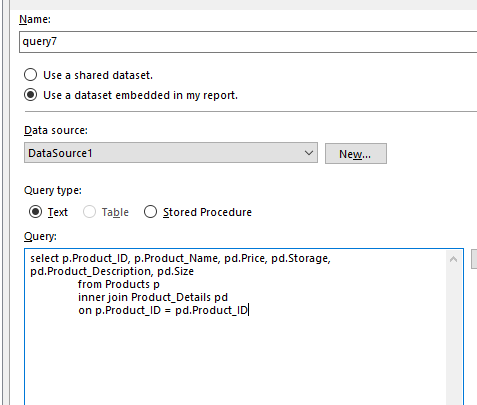 Name:
query7
Use a shared dataset.
Use a dataset embedded in my report.
Data source:
DataSource1
New...
Query type:
Text
Table
Stored Procedure
Query:
select p.Product_ID, p.Product_Name, pd.Price, pd.Storage,
pd.Product_Description, pd.Size
from Products p
inner join Product_Details pd
on p.Product_ID = pd.Product_ID